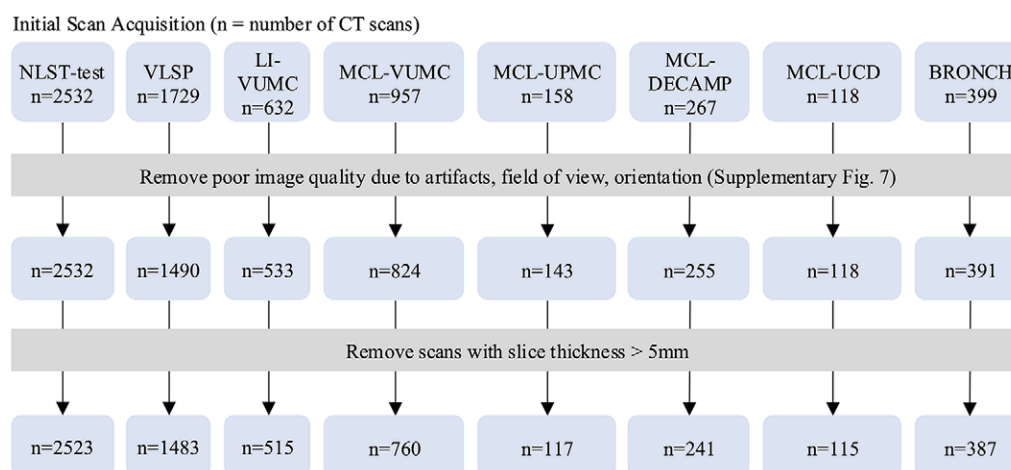 Initial Scan Acquisition (n = number of CT scans)
NLST-test
n=2532
VLSP
n=1729
LI-
VUMC
n=632
MCL-VUMC
n=957
MCL-UPMC
n=158
MCL-
DECAMP
n=267
MCL-UCD
n=118
BRONCH
n=399
Remove poor image quality due to artifacts, field of view, orientation (Supplementary Fig. 7)
n=2532
n=1490
n=533
n=824
n=143
n=255
n=118
n=391
Remove scans with slice thickness > 5mm
n=2523
n=1483
n=515
n=760
n=117
n=241
n=115
n=387